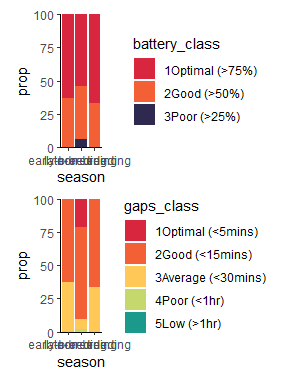 100
75
50
25
0
prop
season
battery_class
1Optimal (>75%)
2Good (>50%)
3Poor (>25%)
100
75
50
25
0
prop
season
gaps_class
1Optimal (<5mins)
2Good (<15mins)
3Average (<30mins)
4Poor (<1hr)
5Low (>1hr)